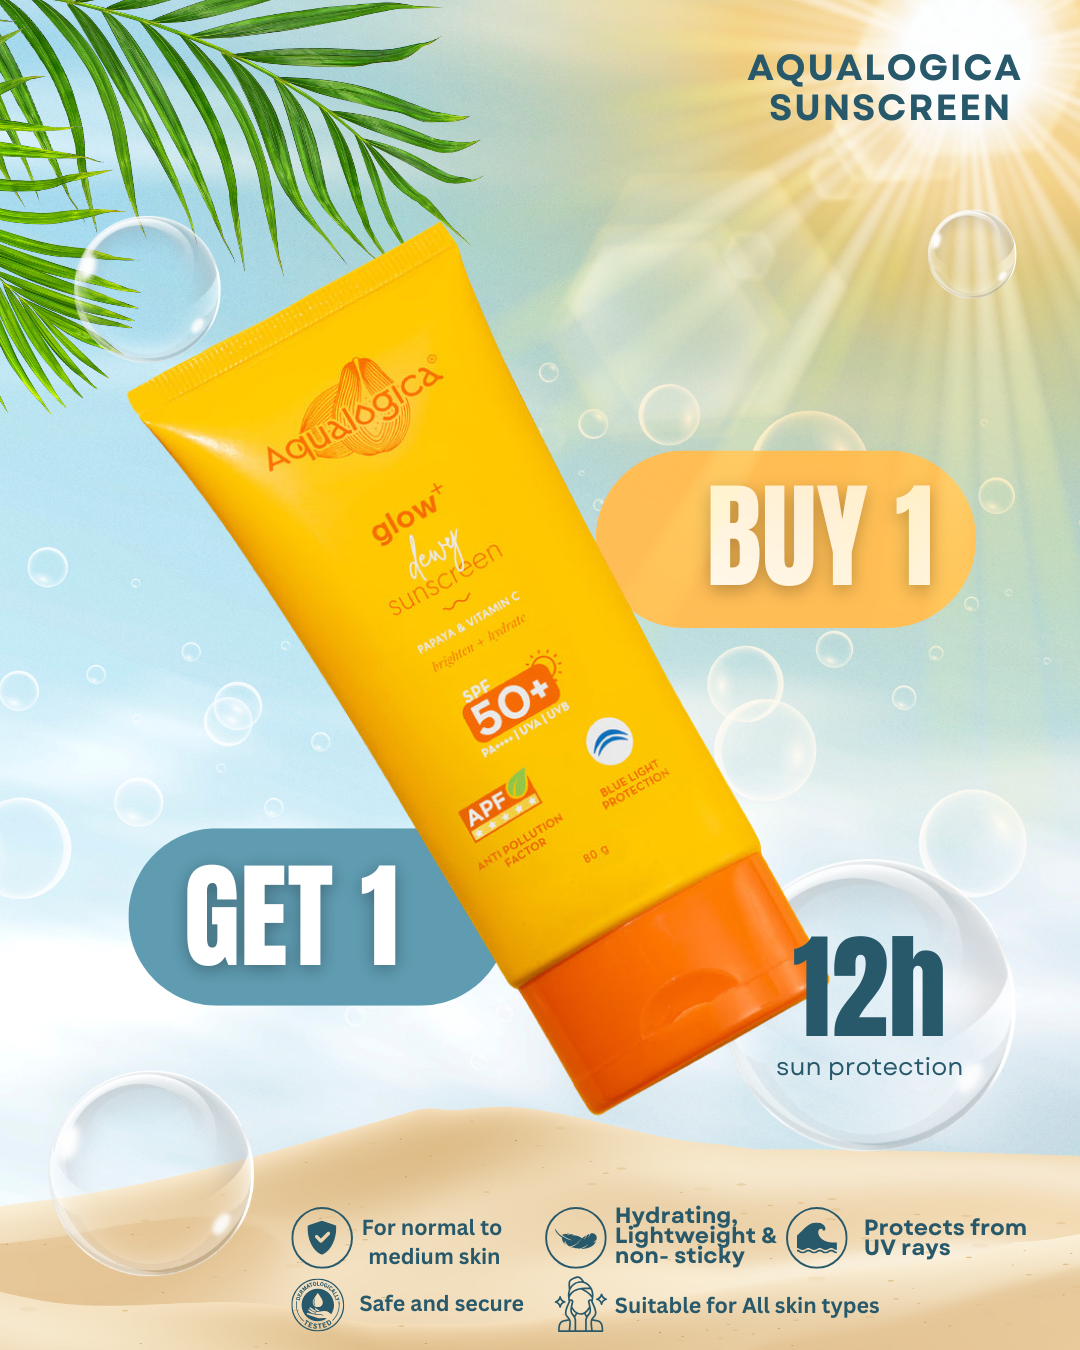 AQUALOGICA
SUNSCREEN
Aqualogica®
glow+
dewy
sunscreen
PAPAYA & VITAMIN C
brighten + hydrate
SPF
50+
PA++++ | UVA | UVB
BLUE LIGHT
PROTECTION
APF
ANTI POLLUTION
FACTOR
80 g
BUY 1
GET 1
12h
sun protection
For normal to
medium skin
Hydrating,
Lightweight &
non- sticky
Protects from
UV rays
DERMATOLOGICALLY
TESTED
Safe and secure
Suitable for All skin types